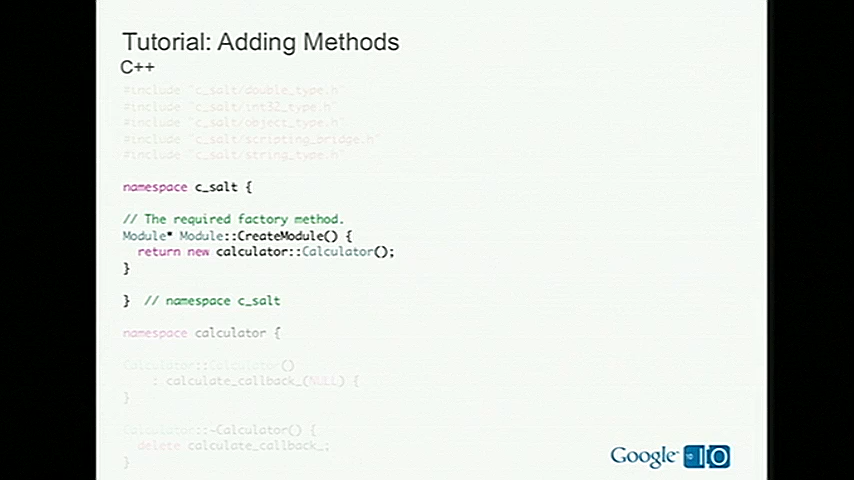 Tutorial: Adding Methods
C++
#include "c_salt/double_type.h"
#include "c_salt/int32_type.h"
#include "c_salt/object_type.h"
#include "c_salt/scripting_bridge.h"
#include "c_salt/string_type.h"
namespace c_salt {
// The required factory method.
Module* Module::CreateModule() {
return new calculator::Calculator();
}
} // namespace c_salt
namespace calculator {
Calculator::Calculator()
: calculate_callback_(NULL) {
}
Calculator::~Calculator() {
delete calculate_callback_;
}
Google IO